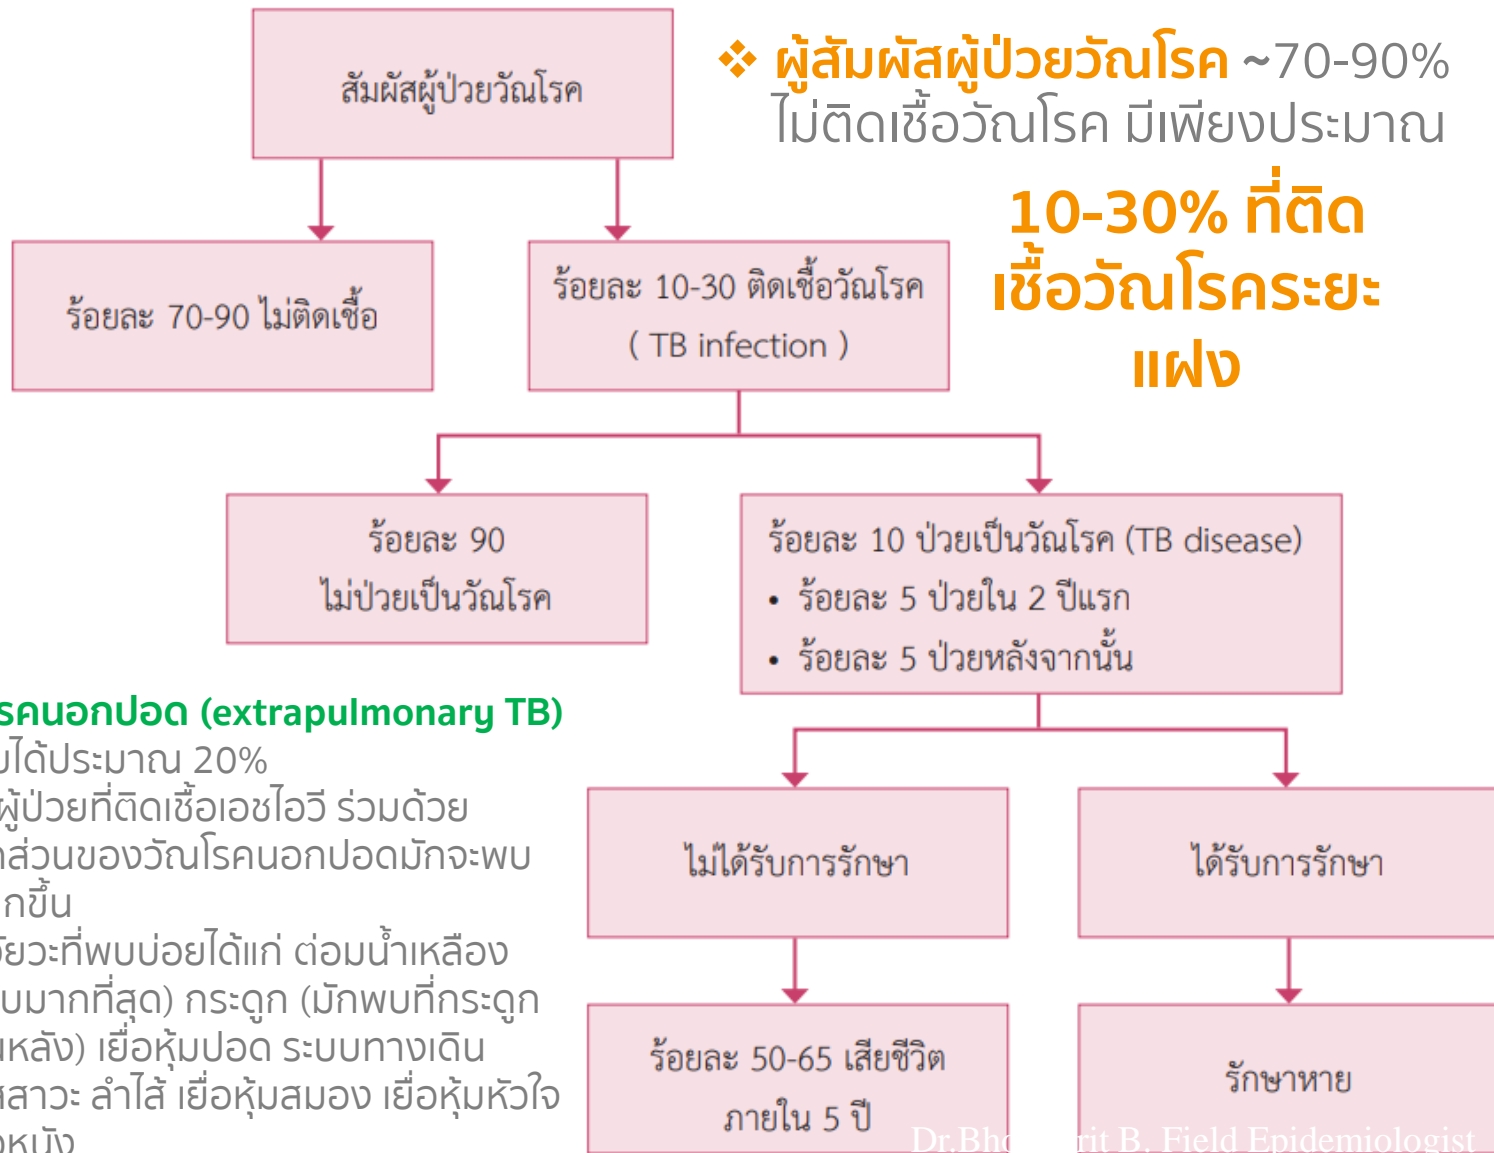 สัมผัสผู้ป่วยวัณโรค
❖ ผู้สัมผัสผู้ป่วยวัณโรค ~70-90%
ไม่ติดเชื้อวัณโรค มีเพียงประมาณ
10-30% ที่ติด
เชื้อวัณโรคระยะ
แฝง
ร้อยละ 70-90 ไม่ติดเชื้อ
ร้อยละ 10-30 ติดเชื้อวัณโรค
( TB infection )
ร้อยละ 90
ไม่ป่วยเป็นวัณโรค
ร้อยละ 10 ป่วยเป็นวัณโรค (TB disease)
• ร้อยละ 5 ป่วยใน 2 ปีแรก
• ร้อยละ 5 ป่วยหลังจากนั้น
รคนอกปอด (extrapulmonary TB)
ได้ประมาณ 20%
ผู้ป่วยที่ติดเชื้อเอชไอวี ร่วมด้วย
ส่วนของวัณโรคนอกปอดมักจะพบ
กขึ้น
ยวะที่พบบ่อยได้แก่ ต่อมน้ำเหลือง
บมากที่สุด) กระดูก (มักพบที่กระดูก
หลัง) เยื่อหุ้มปอด ระบบทางเดิน
สสาวะ ลำไส้ เยื่อหุ้มสมอง เยื่อหุ้มหัวใจ
หนัง
ไม่ได้รับการรักษา
ได้รับการรักษา
ร้อยละ 50-65 เสียชีวิต
ภายใน 5 ปี
รักษาหาย
B. Field Epidemiologist